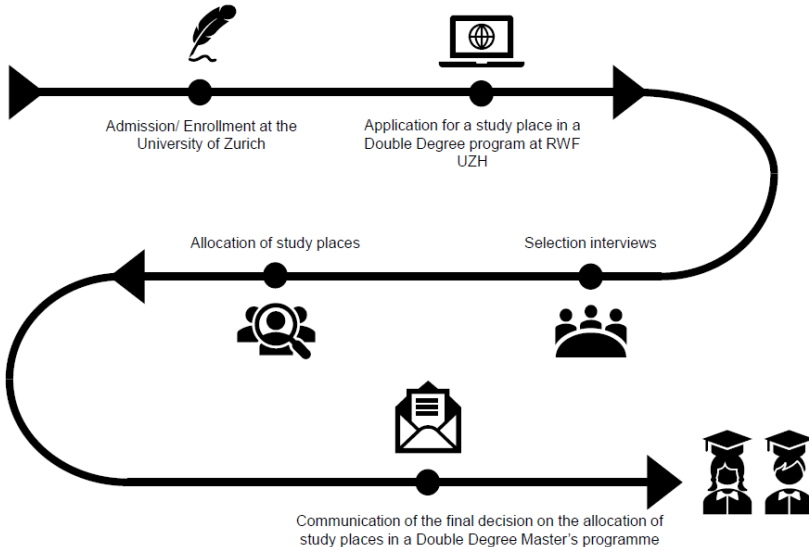 Admission/ Enrollment at the
University of Zurich
Application for a study place in a
Double Degree program at RWF
UZH
Selection interviews
Allocation of study places
Communication of the final decision on the allocation of
study places in a Double Degree Master's programme